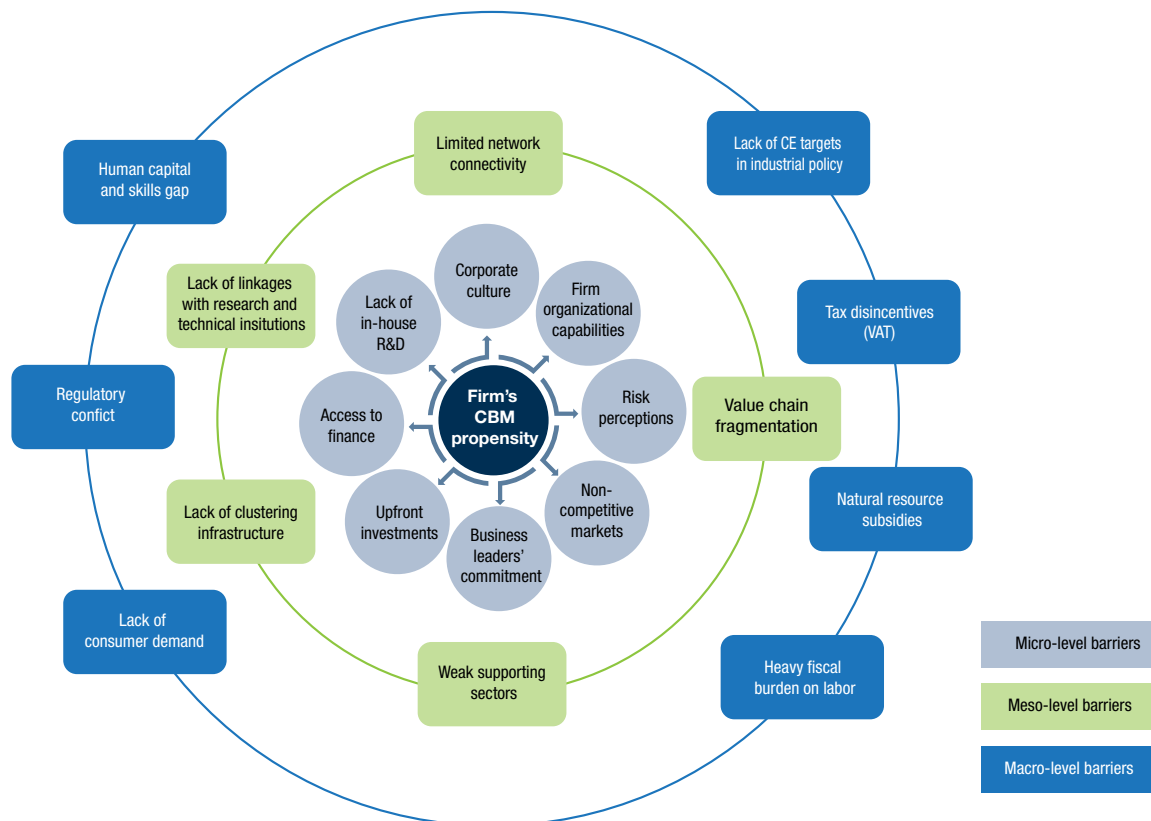 Limited network
connectivity
Lack of CE targets
in industrial policy
Human capital
and skills gap
Corporate
culture
Firm
organizational
capabilities
Lack of linkages
with research and
technical insitutions
Lack of
in-house
R&D
Tax disincentives
(VAT)
Regulatory
confict
Access to
finance
Firm's
CBM
propensity
Risk
perceptions
Value chain
fragmentation
Lack of clustering
infrastructure
Upfront
investments
Business
leaders’
commitment
Non-
competitive
markets
Natural resource
subsidies
Lack of
consumer demand
Weak supporting
sectors
Heavy fiscal
burden on labor
Micro-level barriers
Meso-level barriers
Macro-level barriers